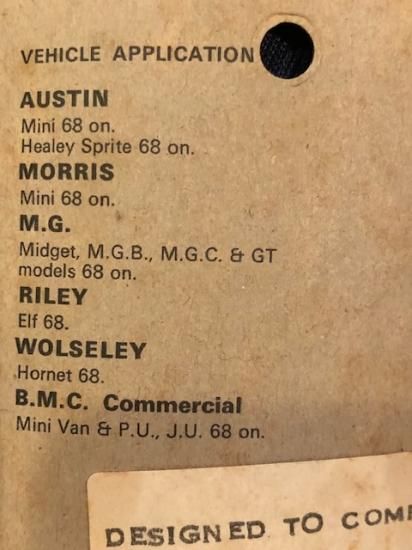 VEHICLE APPLICATION
AUSTIN
Mini 68 on.
Healey Sprite 68 on.
MORRIS
Mini 68 on.
M.G.
Midget, M.G.B., M.G.C. & GT
models 68 on.
RILEY
Elf 68.
WOLSELEY
Hornet 68.
B.M.C. Commercial
Mini Van & P.U., J.U. 68 on.
DESIGNED TO